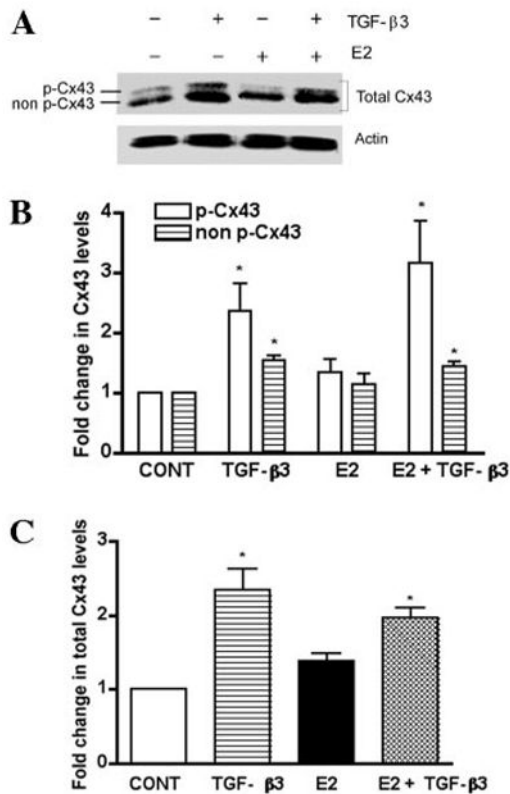 A
– + – + TGF-β3
– – + + E2
p-Cx43
non p-Cx43
Total Cx43
Actin
B
Fold change in Cx43 levels
4
3
2
1
0
p-Cx43
non p-Cx43
*
*
*
*
CONT TGF-β3 E2 E2 + TGF-β3
C
Fold change in total Cx43 levels
3
2
1
0
*
*
CONT TGF- β3 E2 E2 + TGF-β3